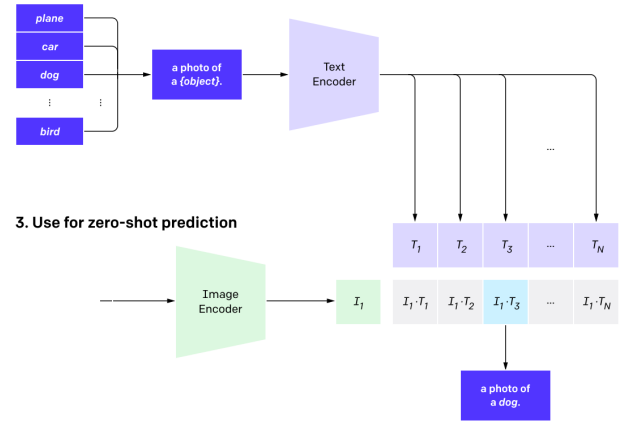 plane
car
dog
⋮ ⋮
bird
a photo of
a {object}.
Text
Encoder
...
3. Use for zero-shot prediction
T1 T2 T3 ... TN
Image
Encoder
I1
I1·T1 I1·T2 I1·T3 ... I1·TN
a photo of
a dog.